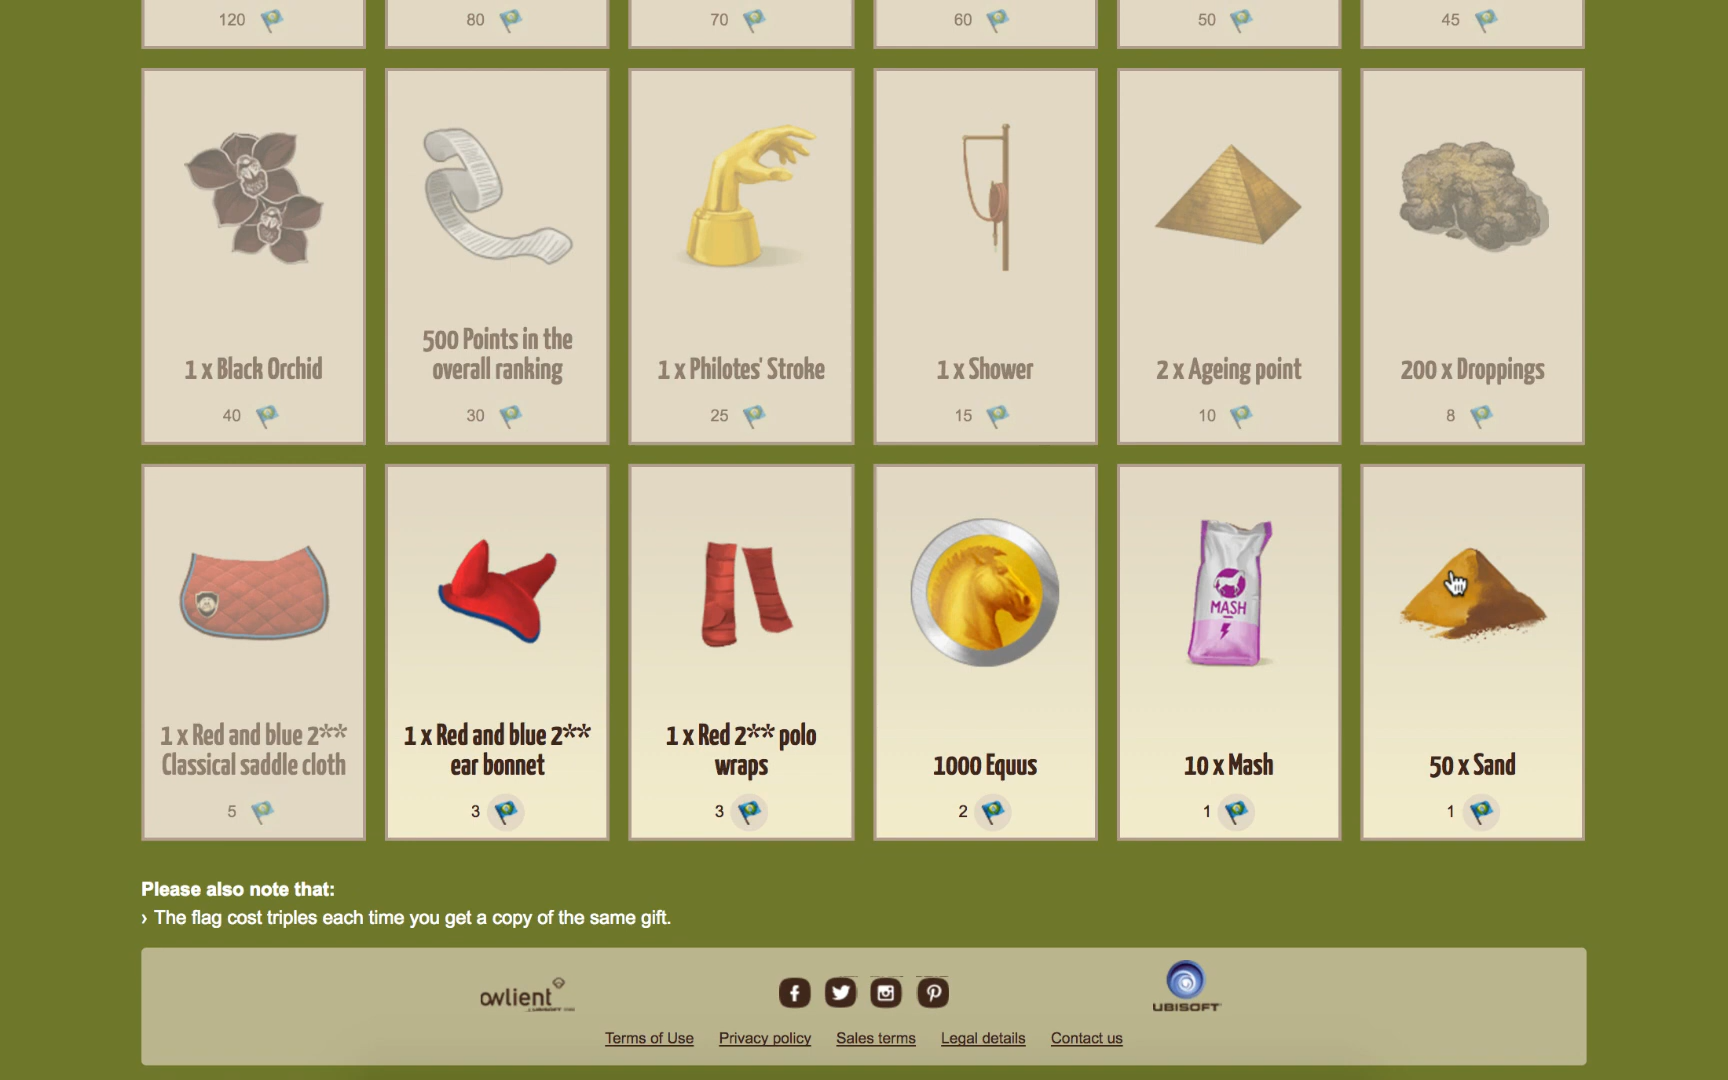 120
80
70
60
50
45
1 x Black Orchid
500 Points in the
overall ranking
1 x Philotes' Stroke
1 x Shower
2 x Ageing point
200 x Droppings
40
30
25
15
10
8
MASH
1 x Red and blue 2**
Classical saddle cloth
1 x Red and blue 2**
ear bonnet
1 x Red 2** polo
wraps
1000 Equus
10 x Mash
50 x Sand
5
3
3
2
1
1
Please also note that:
› The flag cost triples each time you get a copy of the same gift.
owlient
UBISOFT
Terms of Use
Privacy policy
Sales terms
Legal details
Contact us